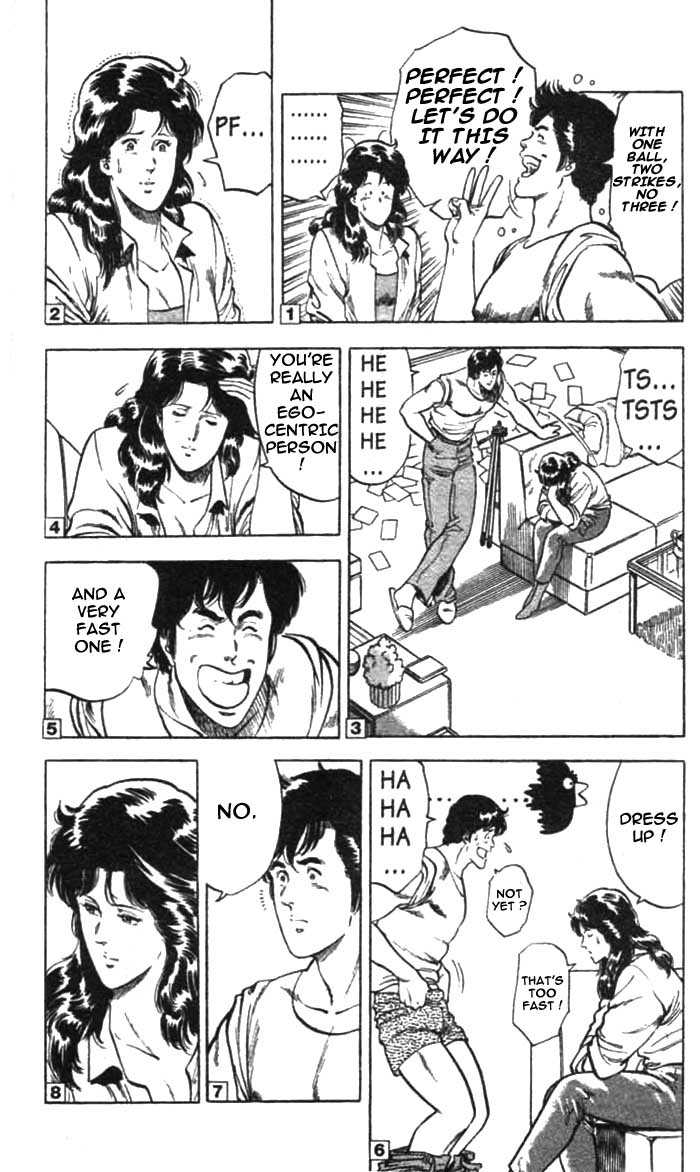 WITH
ONE
BALL,
TWO
STRIKES,
NO
THREE!
PERFECT!
PERFECT!
LET'S DO
IT THIS
WAY!
......
......
......
1
PF...
2
TS...
TSTS
...
HE
HE
HE
HE
...
3
YOU'RE
REALLY
AN
EGO-
CENTRIC
PERSON
!
4
AND A
VERY
FAST
ONE!
5
DRESS
UP!
HA
HA
HA
...
NOT
YET?
THAT'S
TOO
FAST!
6
NO.
7
8